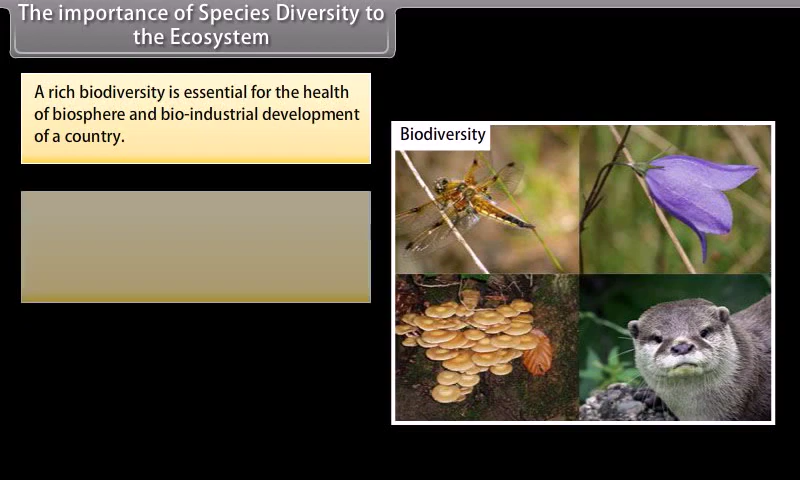 The importance of Species Diversity to
the Ecosystem
A rich biodiversity is essential for the health
of biosphere and bio-industrial development
of a country.
Biodiversity